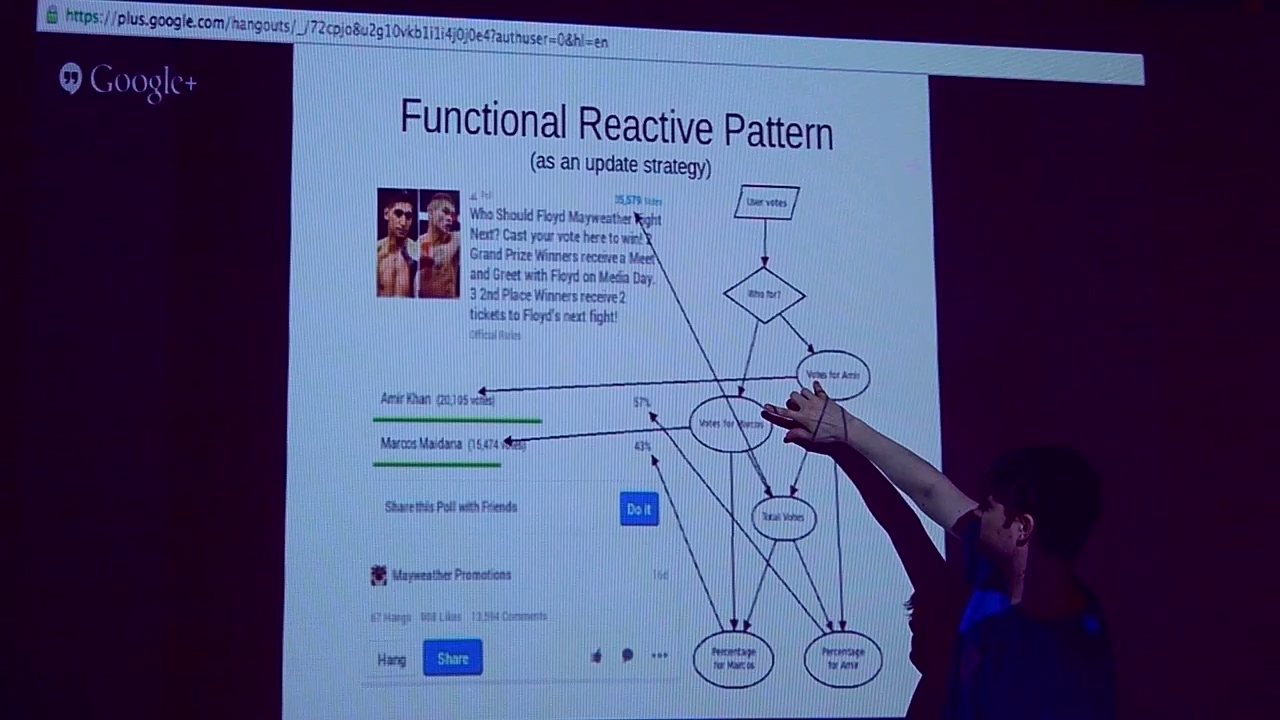 https://plus.google.com/hangouts/_/72cpjo8u2g10vkb1i1i4j0j0e4?authuser=0&hl=en
Google+
Functional Reactive Pattern
(as an update strategy)
Poll
35,579 Votes
Who Should Floyd Mayweather Fight
Next? Cast your vote here to win! 2
Grand Prize Winners receive a Meet
and Greet with Floyd on Media Day.
3 2nd Place Winners receive 2
tickets to Floyd's next fight!
Official Rules
Amir Khan (20,105 votes)
57%
Marcos Maidana (15,474 votes)
43%
Share this Poll with Friends
Do it
Mayweather Promotions
16d
67 Hangs 908 Likes 13,594 Comments
Hang
Share
User votes
Who for?
Votes for Amir
Votes for Marcos
Total Votes
Percentage
for Marcos
Percentage
for Amir